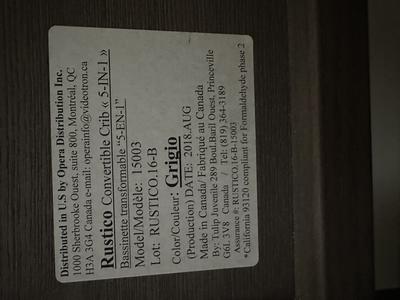 Distributed in U.S by Opera Distribution Inc.
1000 Sherbrooke Ouest, suite 800, Montréal, QC
H3A 3G4 Canada e-mail: operainfo@videotron.ca
Rustico Convertible Crib « 5-IN-1 »
Bassinette transformable “5-EN-1”
Model/Modèle: 15003
Lot: RUSTICO.16-B
Color/Couleur: Grigio
(Production) DATE: 2018.AUG
Made in Canada/ Fabriqué au Canada
By: Tulip Juvenile 289 Boul.Baril Ouest, Princeville
G6L 3V8 Canada / Tel: (819) 364-3189
Assurance #: RUSTICO.16-B-15003
*California 93120 compliant for Formaldehyde phase 2